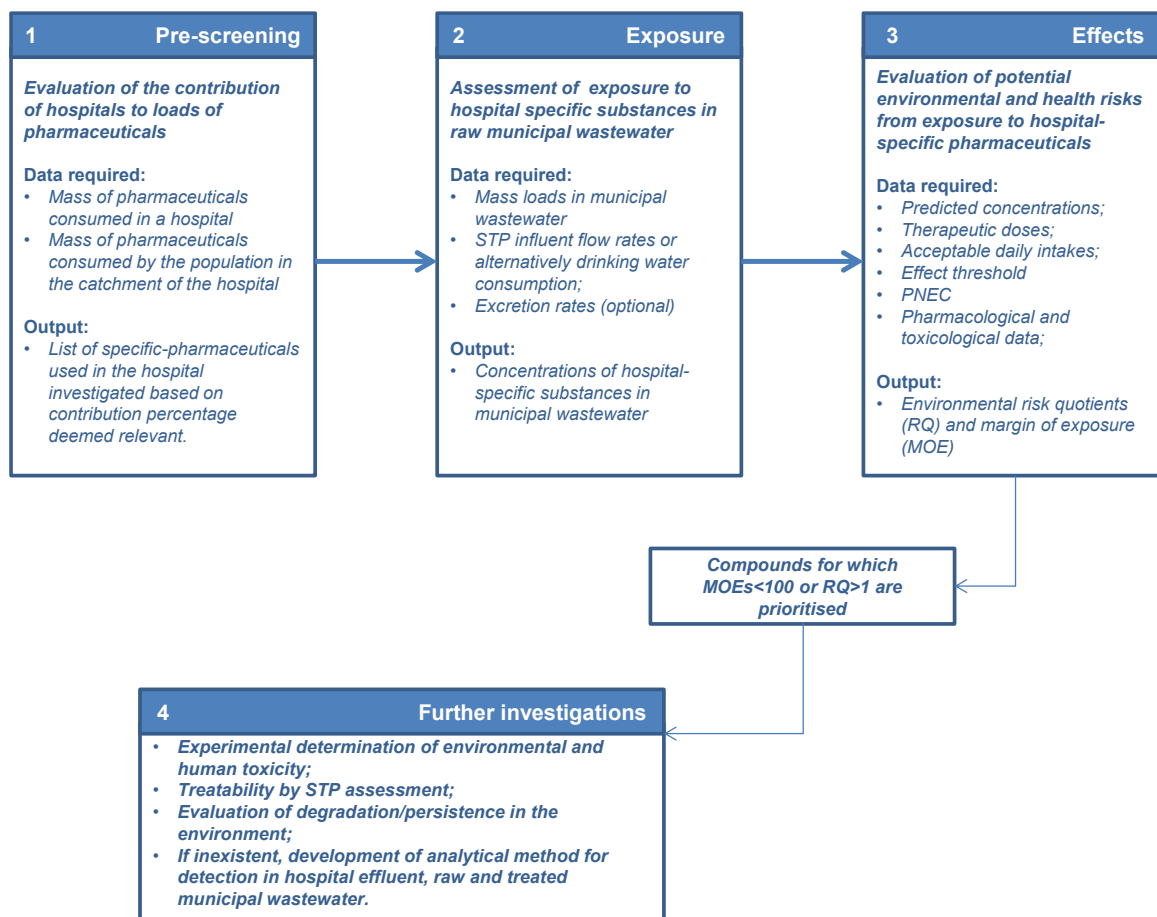 1 Pre-screening
Evaluation of the contribution
of hospitals to loads of
pharmaceuticals
Data required:
• Mass of pharmaceuticals
consumed in a hospital
• Mass of pharmaceuticals
consumed by the population in
the catchment of the hospital
Output:
• List of specific-pharmaceuticals
used in the hospital
investigated based on
contribution percentage
deemed relevant.
2 Exposure
Assessment of exposure to
hospital specific substances in
raw municipal wastewater
Data required:
• Mass loads in municipal
wastewater
• STP influent flow rates or
alternatively drinking water
consumption;
• Excretion rates (optional)
Output:
• Concentrations of hospital-
specific substances in
municipal wastewater
3 Effects
Evaluation of potential
environmental and health risks
from exposure to hospital-
specific pharmaceuticals
Data required:
• Predicted concentrations;
• Therapeutic doses;
• Acceptable daily intakes;
• Effect threshold
• PNEC
• Pharmacological and
toxicological data;
Output:
• Environmental risk quotients
(RQ) and margin of exposure
(MOE)
Compounds for which
MOEs<100 or RQ>1 are
prioritised
4 Further investigations
• Experimental determination of environmental and
human toxicity;
• Treatability by STP assessment;
• Evaluation of degradation/persistence in the
environment;
• If inexistent, development of analytical method for
detection in hospital effluent, raw and treated
municipal wastewater.